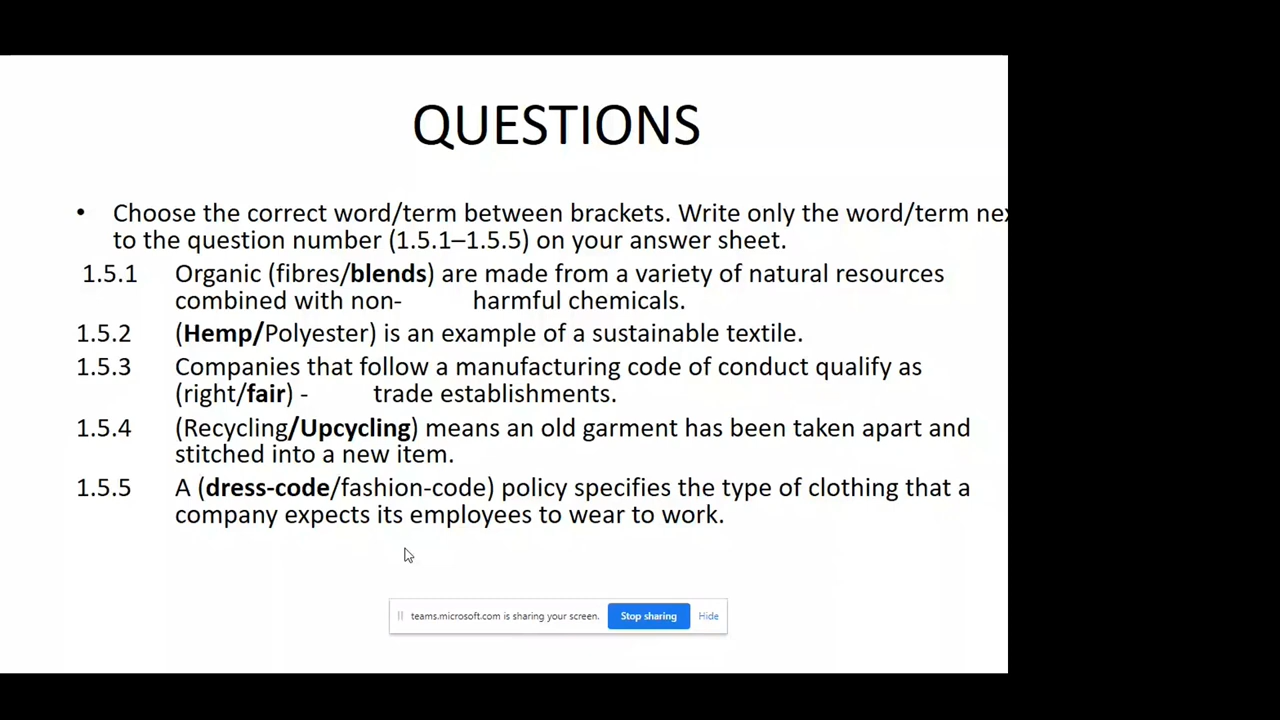 QUESTIONS
• Choose the correct word/term between brackets. Write only the word/term
to the question number (1.5.1–1.5.5) on your answer sheet.
1.5.1 Organic (fibres/blends) are made from a variety of natural resources
combined with non- harmful chemicals.
1.5.2 (Hemp/Polyester) is an example of a sustainable textile.
1.5.3 Companies that follow a manufacturing code of conduct qualify as
(right/fair) - trade establishments.
1.5.4 (Recycling/Upcycling) means an old garment has been taken apart and
stitched into a new item.
1.5.5 A (dress-code/fashion-code) policy specifies the type of clothing that a
company expects its employees to wear to work.
teams.microsoft.com is sharing your screen. Stop sharing Hide